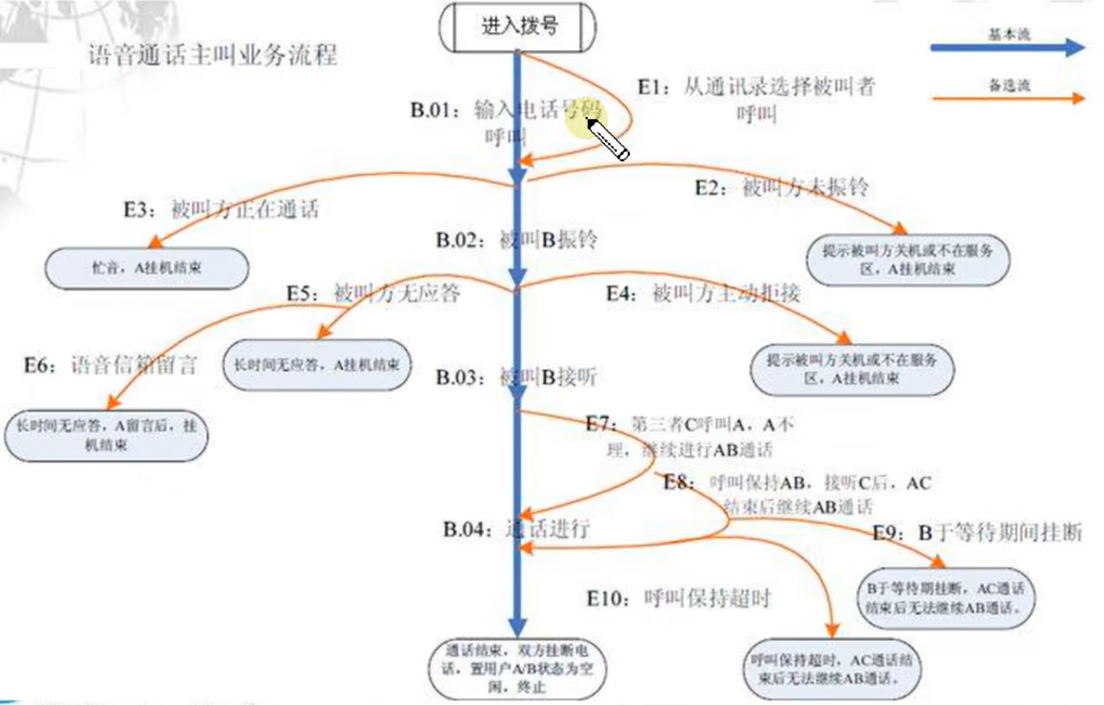 进入拨号
语音通话主叫业务流程
基本流
备选流
E1：从通讯录选择被叫者
呼叫
B.01：输入电话号码
呼叫
E2：被叫方未振铃
E3：被叫方正在通话
提示被叫方关机或不在服务
区，A挂机结束
B.02：被叫B振铃
忙音，A挂机结束
E5：被叫方无应答
E4：被叫方主动拒接
E6：语音信箱留言
长时间无应答，A挂机结束
提示被叫方关机或不在服务
区，A挂机结束
B.03：被叫B接听
长时间无应答，A留言后，挂
机结束
E7：第三者C呼叫A，A不
理，继续进行AB通话
E8：呼叫保持AB，接听C后，AC
结束后继续AB通话
B.04：通话进行
E9：B于等待期间挂断
B于等待期挂断，AC通话
结束后无法继续AB通话。
E10：呼叫保持超时
通话结束，双方挂断电
话，置用户A/B状态为空
闲，终止
呼叫保持超时，AC通话结
束后无法继续AB通话。